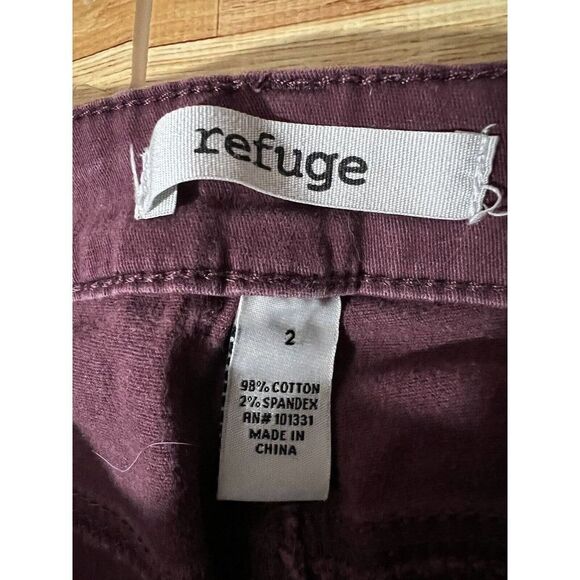 refuge
2
98% COTTON
2% SPANDEX
RN# 101331
MADE IN
CHINA